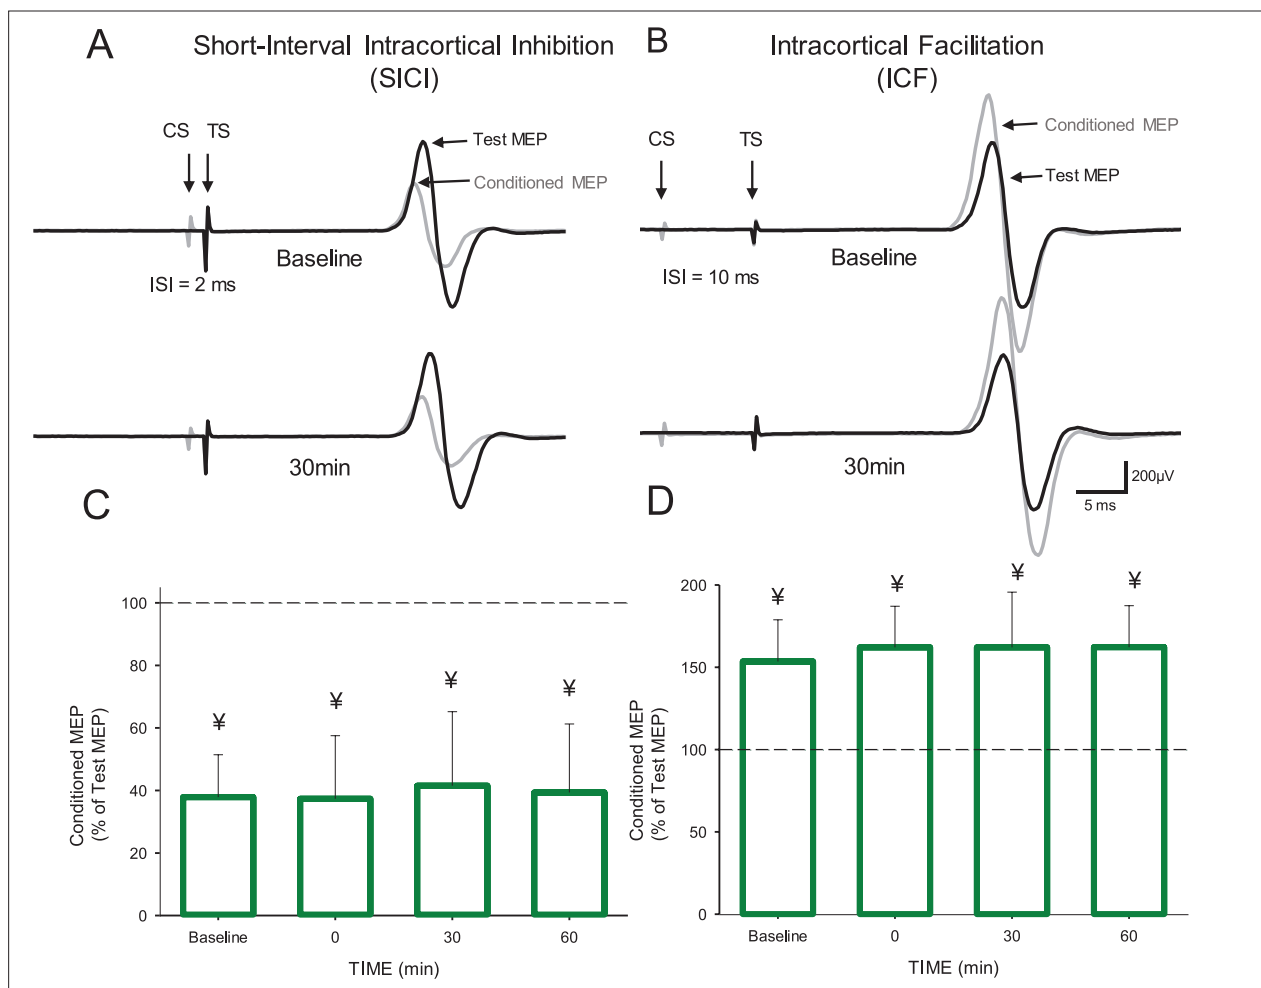 A
Short-Interval Intracortical Inhibition
(SICI)
CS
TS
Test MEP
Conditioned MEP
Baseline
ISI = 2 ms
30min
B
Intracortical Facilitation
(ICF)
CS
TS
Conditioned MEP
Test MEP
Baseline
ISI = 10 ms
30min
200µV
5 ms
C
Conditioned MEP
(% of Test MEP)
100
80
60
40
20
0
¥
¥
¥
¥
Baseline
0
30
60
TIME (min)
D
Conditioned MEP
(% of Test MEP)
200
150
100
50
0
¥
¥
¥
¥
Baseline
0
30
60
TIME (min)